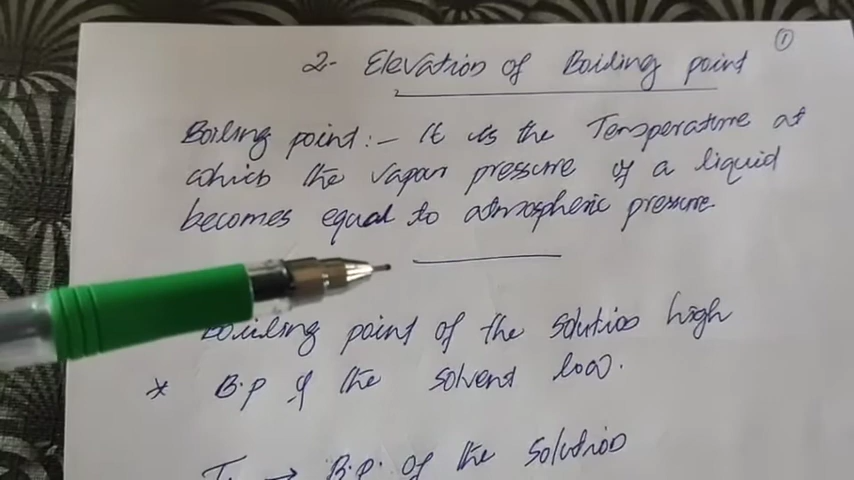 ①
2- Elevation of Boiling point
Boiling point :- It is the Temperature at
which the vapour pressure of a liquid
becomes equal to atmospheric pressure.
Boiling point of the solution high
* B.p of the solvent low.
→ B.p. of the solution